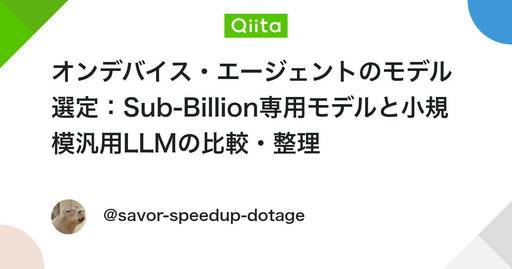 Qiita
オンデバイス・エージェントのモデル
選定：Sub-Billion専用モデルと小規
模汎用LLMの比較・整理
@savor-speedup-dotage